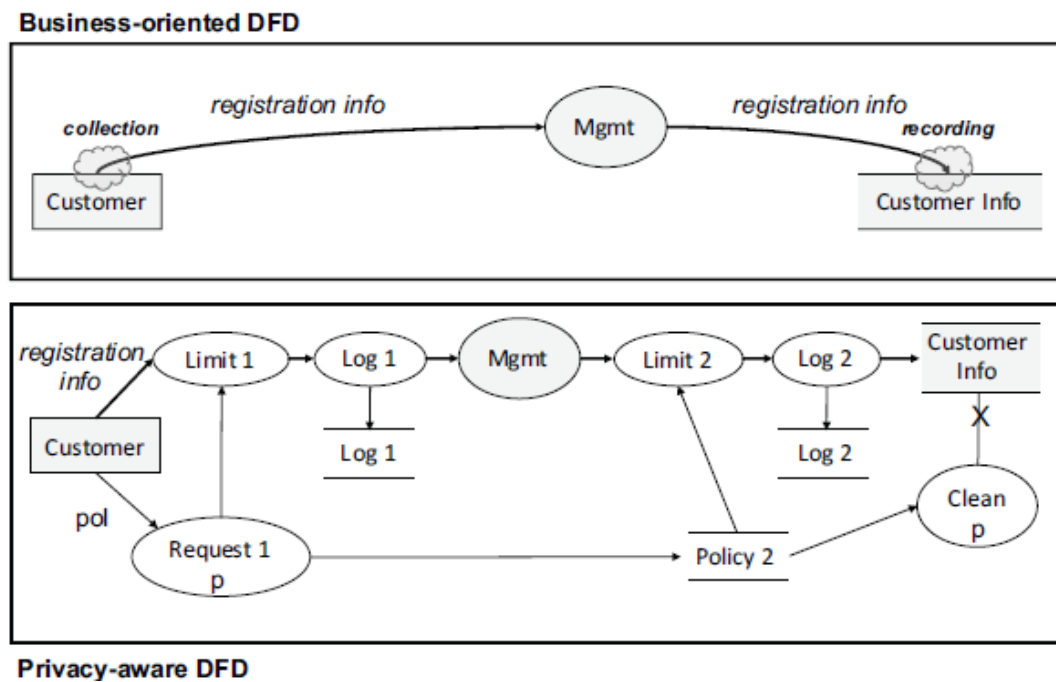 Business-oriented DFD
registration info
registration info
collection
Mgmt
recording
Customer
Customer Info
registration
info
Limit 1
Log 1
Mgmt
Limit 2
Log 2
Customer
Info
Customer
Log 1
Log 2
X
pol
Request 1
p
Policy 2
Clean
p
Privacy-aware DFD